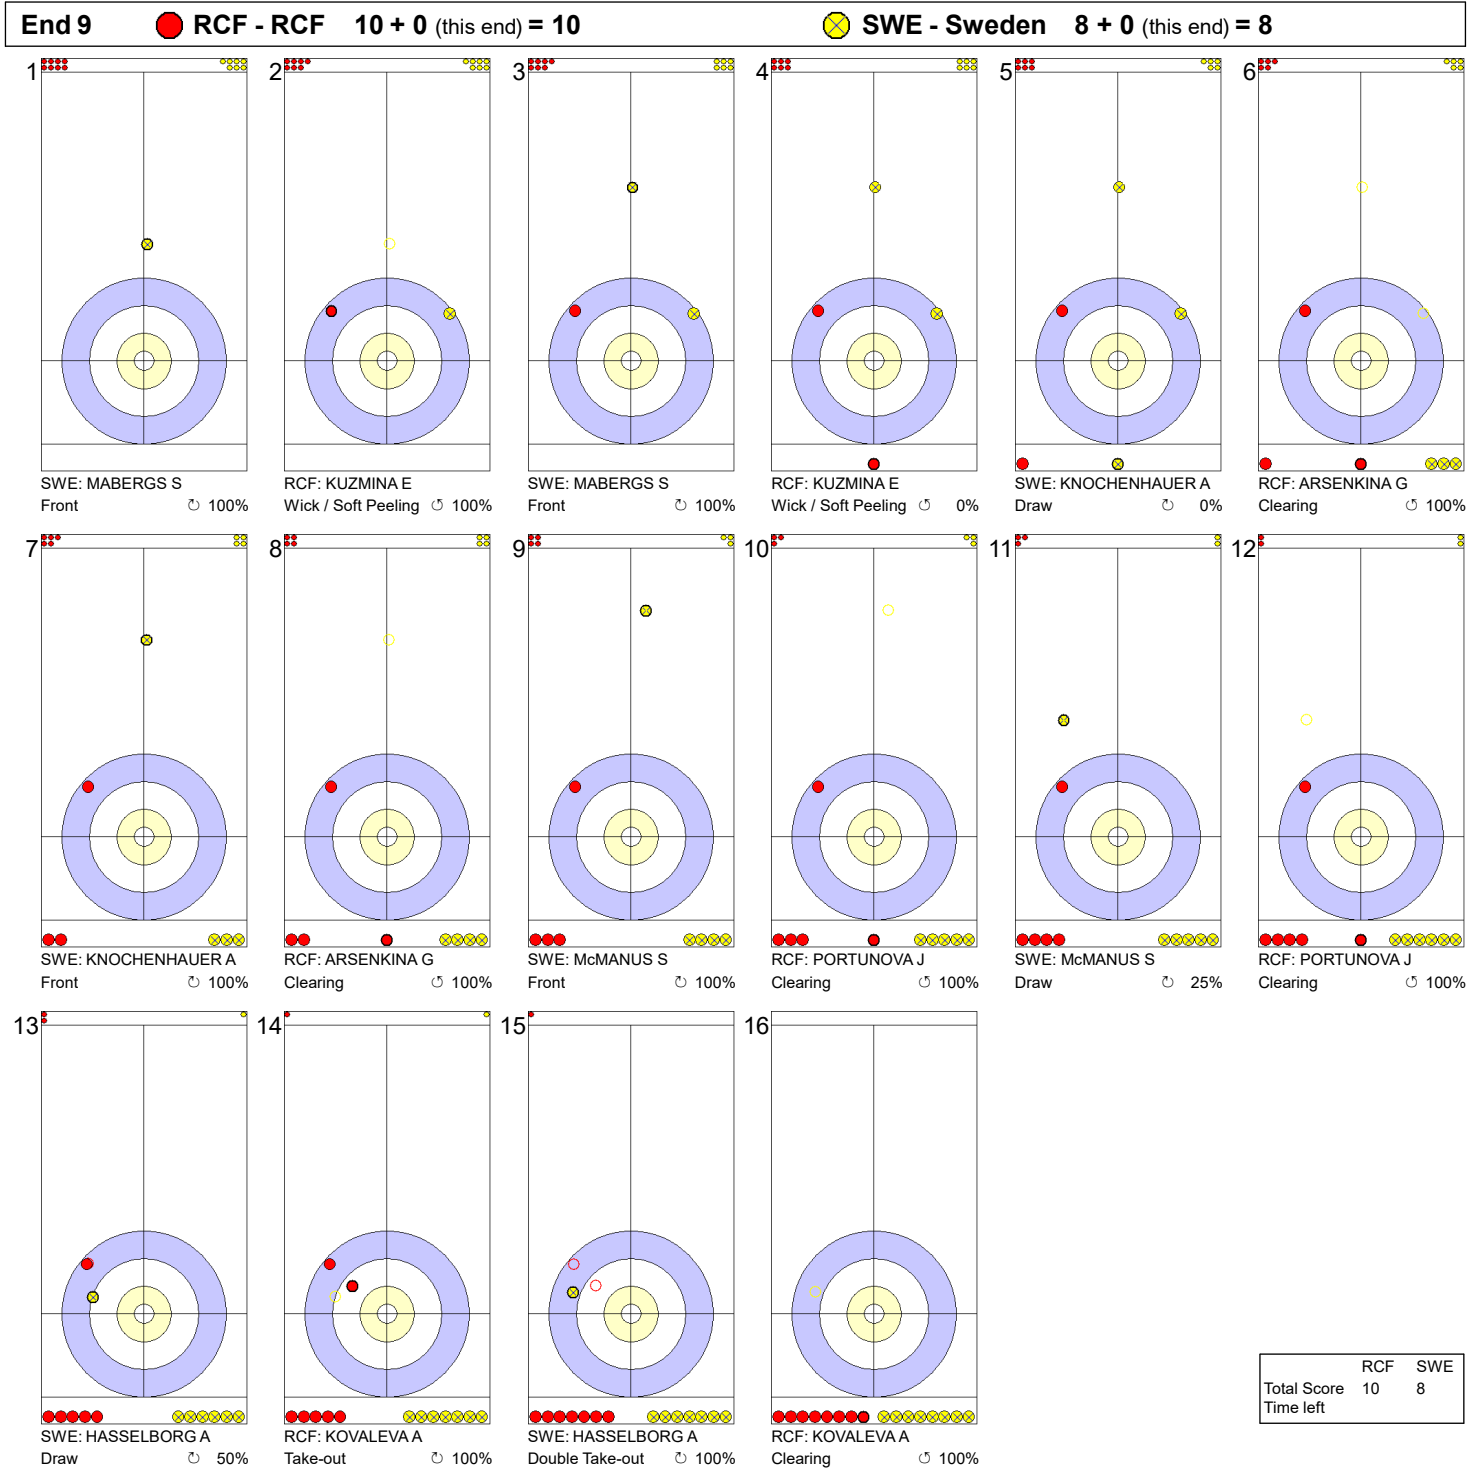 End 9 RCF - RCF 10 + 0 (this end) = 10 SWE - Sweden 8 + 0 (this end) = 8
1 2 3 4 5 6
SWE: MABERGS S RCF: KUZMINA E SWE: MABERGS S RCF: KUZMINA E SWE: KNOCHENHAUER A RCF: ARSENKINA G
Front ↻ 100% Wick / Soft Peeling ↺ 100% Front ↻ 100% Wick / Soft Peeling ↺ 0% Draw ↻ 0% Clearing ↺ 100%
7 8 9 10 11 12
SWE: KNOCHENHAUER A RCF: ARSENKINA G SWE: McMANUS S RCF: PORTUNOVA J SWE: McMANUS S RCF: PORTUNOVA J
Front ↻ 100% Clearing ↻ 100% Front ↻ 100% Clearing ↺ 100% Draw ↻ 25% Clearing ↺ 100%
13 14 15 16
SWE: HASSELBORG A RCF: KOVALEVA A SWE: HASSELBORG A RCF: KOVALEVA A
Draw ↻ 50% Take-out ↻ 100% Double Take-out ↻ 100% Clearing ↺ 100%
RCF SWE
Total Score 10 8
Time left